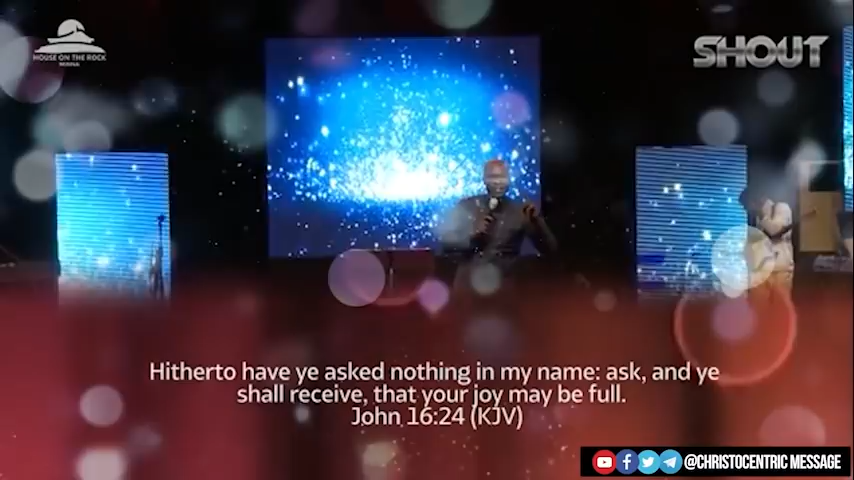 HOUSE ON THE ROCK
MINNA
SHOUT
Hitherto have ye asked nothing in my name: ask, and ye
shall receive, that your joy may be full.
John 16:24 (KJV)
@CHRISTOCENTRIC MESSAGE